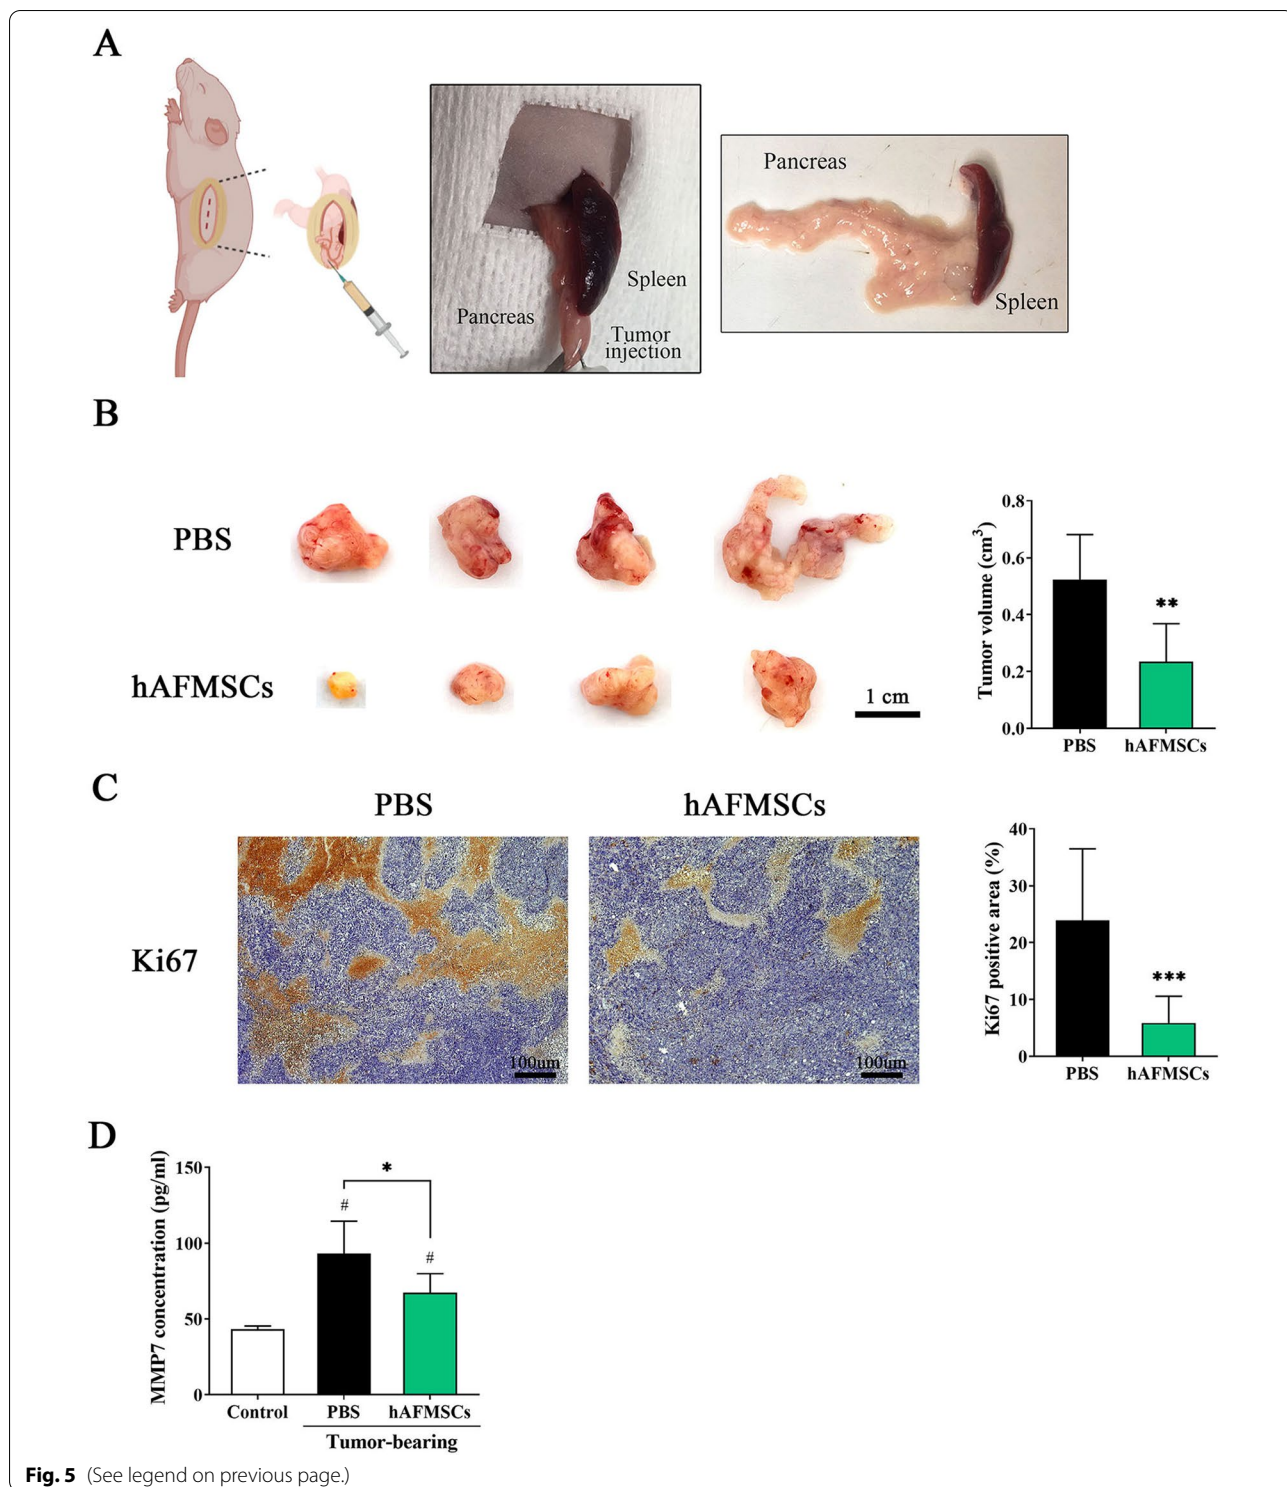 A
Pancreas
Spleen
Tumor
injection
Pancreas
Spleen
B
PBS
hAFMSCs
1 cm
Tumor volume (cm³)
0.8
0.6
0.4
0.2
0.0
**
PBS
hAFMSCs
C
PBS
hAFMSCs
Ki67
100um
100um
Ki67 positive area (%)
40
30
20
10
0
***
PBS
hAFMSCs
D
MMP7 concentration (pg/ml)
150
100
50
0
*
#
#
Control
PBS
hAFMSCs
Tumor-bearing
Fig. 5 (See legend on previous page.)